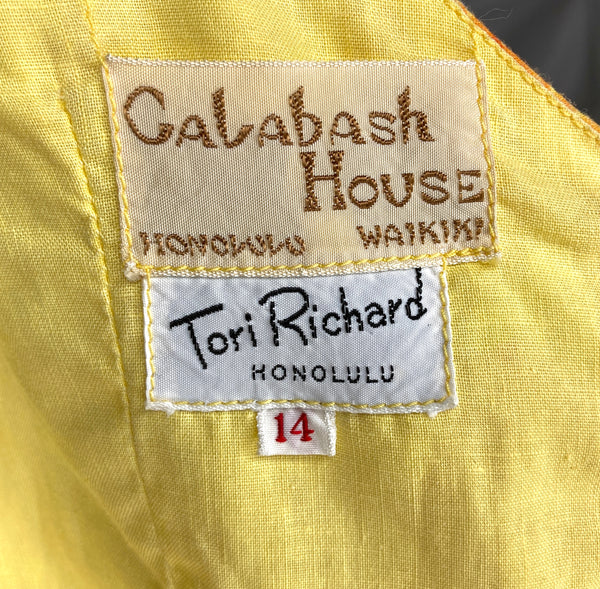 Calabash
House
HONOLULU WAIKIKI
Tori Richard
HONOLULU
14